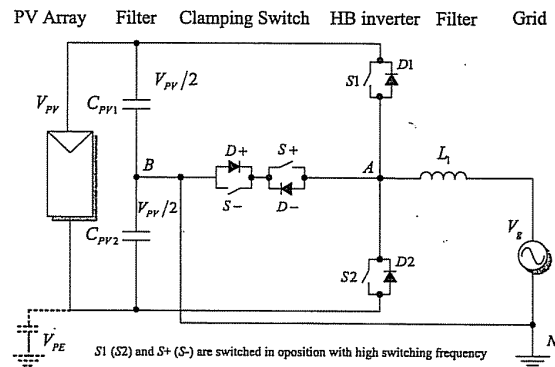 PV Array Filter Clamping Switch HB inverter Filter Grid
V_PV/2
D1
S1
V_PV
C_PV1
D+ S+
B
A
L_1
S- D-
V_PV/2
C_PV2
V_g
S2 D2
V_PE
N
S1 (S2) and S+ (S-) are switched in oposition with high switching frequency